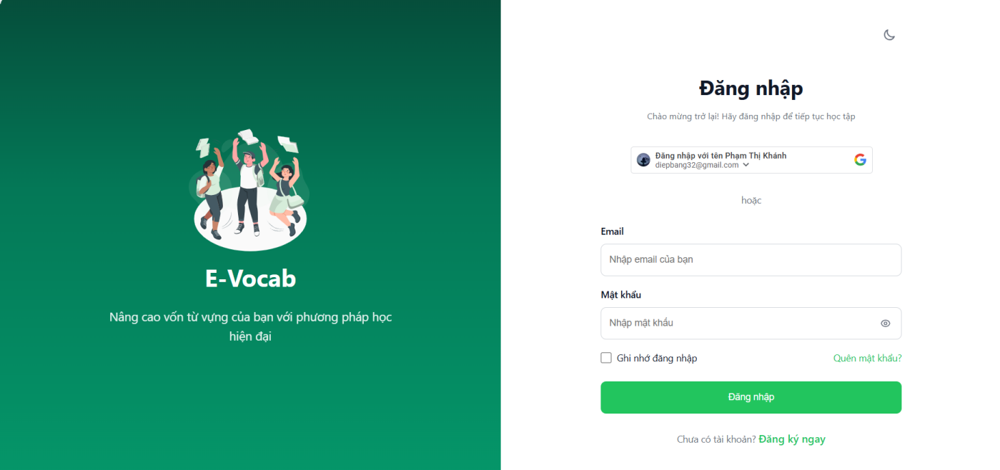 E-Vocab
Nâng cao vốn từ vựng của bạn với phương pháp học
hiện đại
Đăng nhập
Chào mừng trở lại! Hãy đăng nhập để tiếp tục học tập
Đăng nhập với tên Phạm Thị Khánh
diepbang32@gmail.com
hoặc
Email
Nhập email của bạn
Mật khẩu
Nhập mật khẩu
Ghi nhớ đăng nhập
Quên mật khẩu?
Đăng nhập
Chưa có tài khoản? Đăng ký ngay